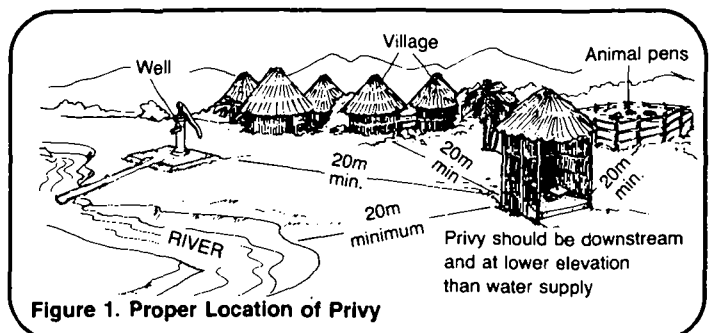 Village
Animal pens
Well
20m
min.
20m
min.
20m
min.
20m
minimum
RIVER
Privy should be downstream
and at lower elevation
than water supply
Figure 1. Proper Location of Privy